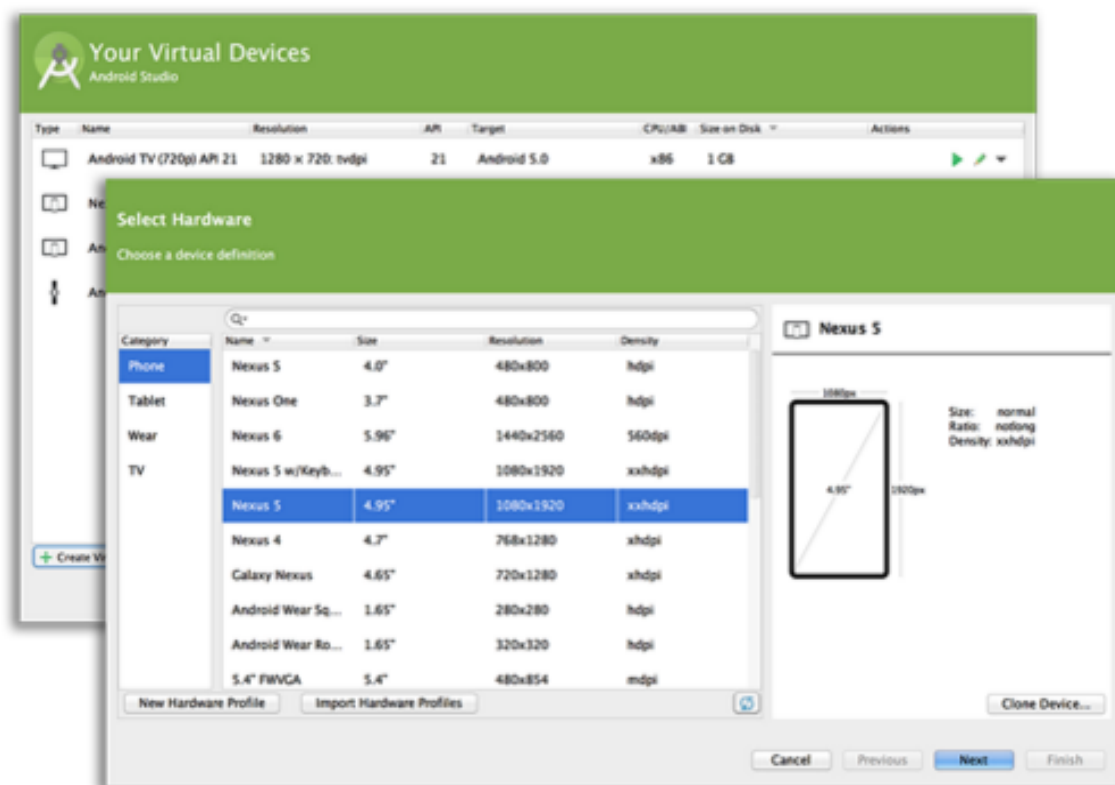 Your Virtual Devices
Android Studio
Type Name Resolution API Target CPU/ABI Size on Disk Actions
Android TV (720p) API 21 1280 × 720: tvdpi 21 Android 5.0 x86 1 GB
Ne
An
An
Select Hardware
Choose a device definition
Category
Phone
Tablet
Wear
TV
Name Size Resolution Density
Nexus S 4.0" 480x800 hdpi
Nexus One 3.7" 480x800 hdpi
Nexus 6 5.96" 1440x2560 560dpi
Nexus 5 w/Keyb... 4.95" 1080x1920 xxhdpi
Nexus 5 4.95" 1080x1920 xxhdpi
Nexus 4 4.7" 768x1280 xhdpi
Galaxy Nexus 4.65" 720x1280 xhdpi
Android Wear Sq... 1.65" 280x280 hdpi
Android Wear Ro... 1.65" 320x320 hdpi
5.4" FWVGA 5.4" 480x854 mdpi
Nexus 5
1080px
4.95"
1920px
Size: normal
Ratio: notlong
Density: xxhdpi
+ Create Vi
New Hardware Profile Import Hardware Profiles
Clone Device...
Cancel Previous Next Finish